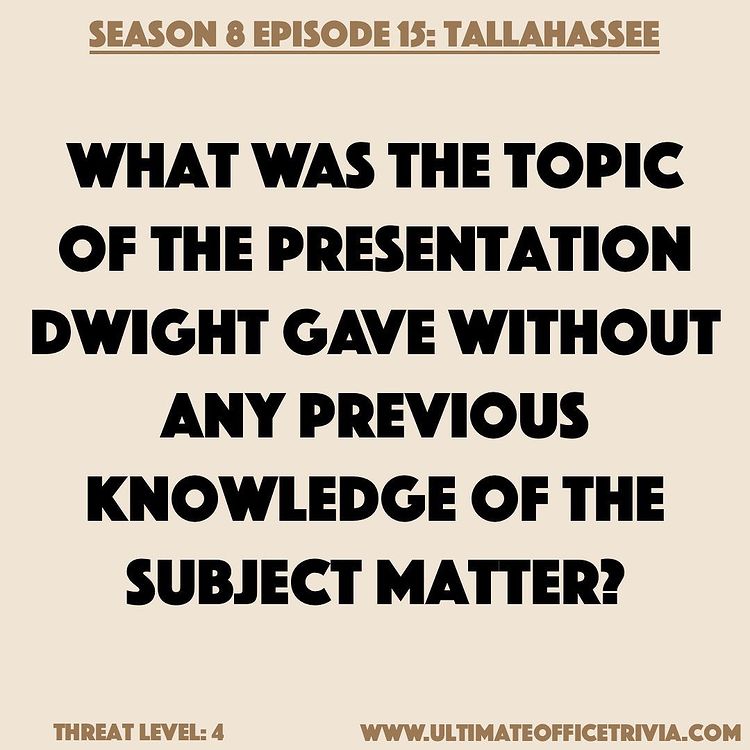 SEASON 8 EPISODE 15: TALLAHASSEE
WHAT WAS THE TOPIC
OF THE PRESENTATION
DWIGHT GAVE WITHOUT
ANY PREVIOUS
KNOWLEDGE OF THE
SUBJECT MATTER?
THREAT LEVEL: 4
WWW.ULTIMATEOFFICETRIVIA.COM